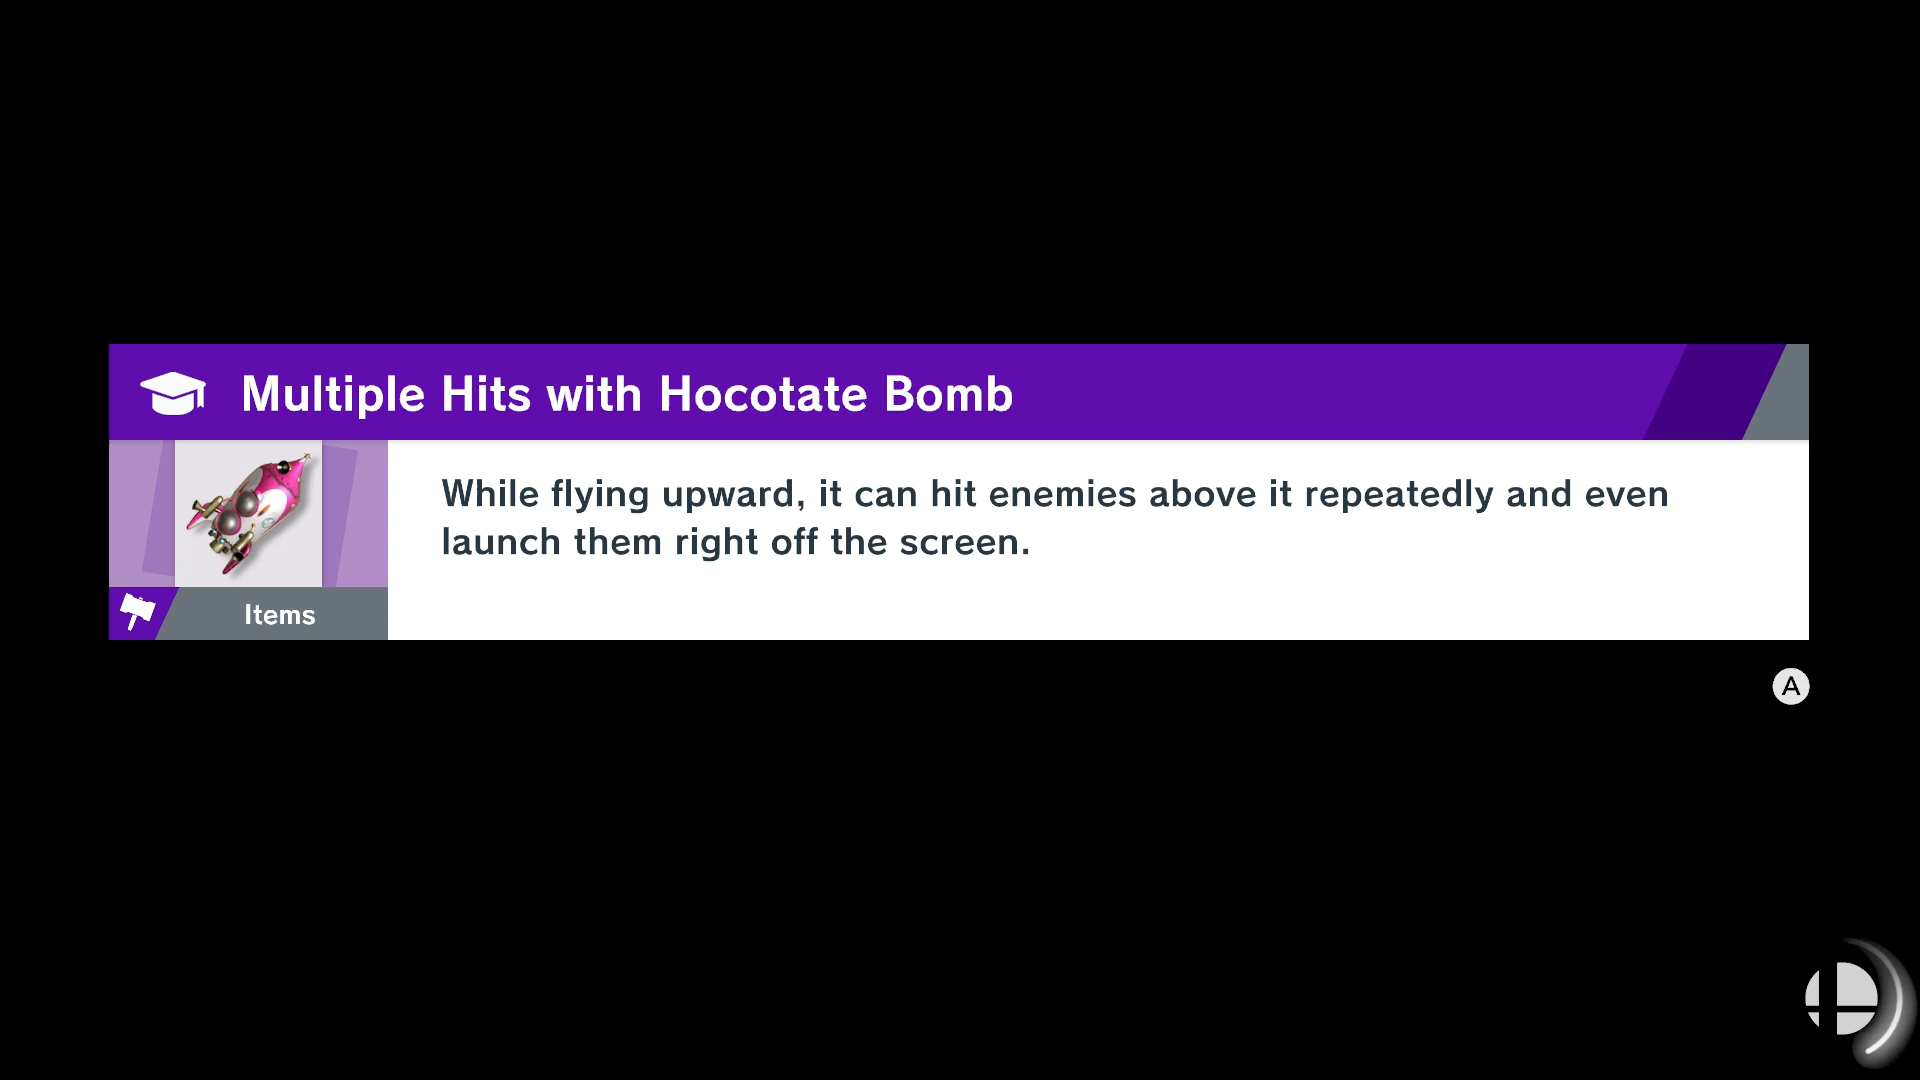 Multiple Hits with Hocotate Bomb
While flying upward, it can hit enemies above it repeatedly and even
launch them right off the screen.
Items
A